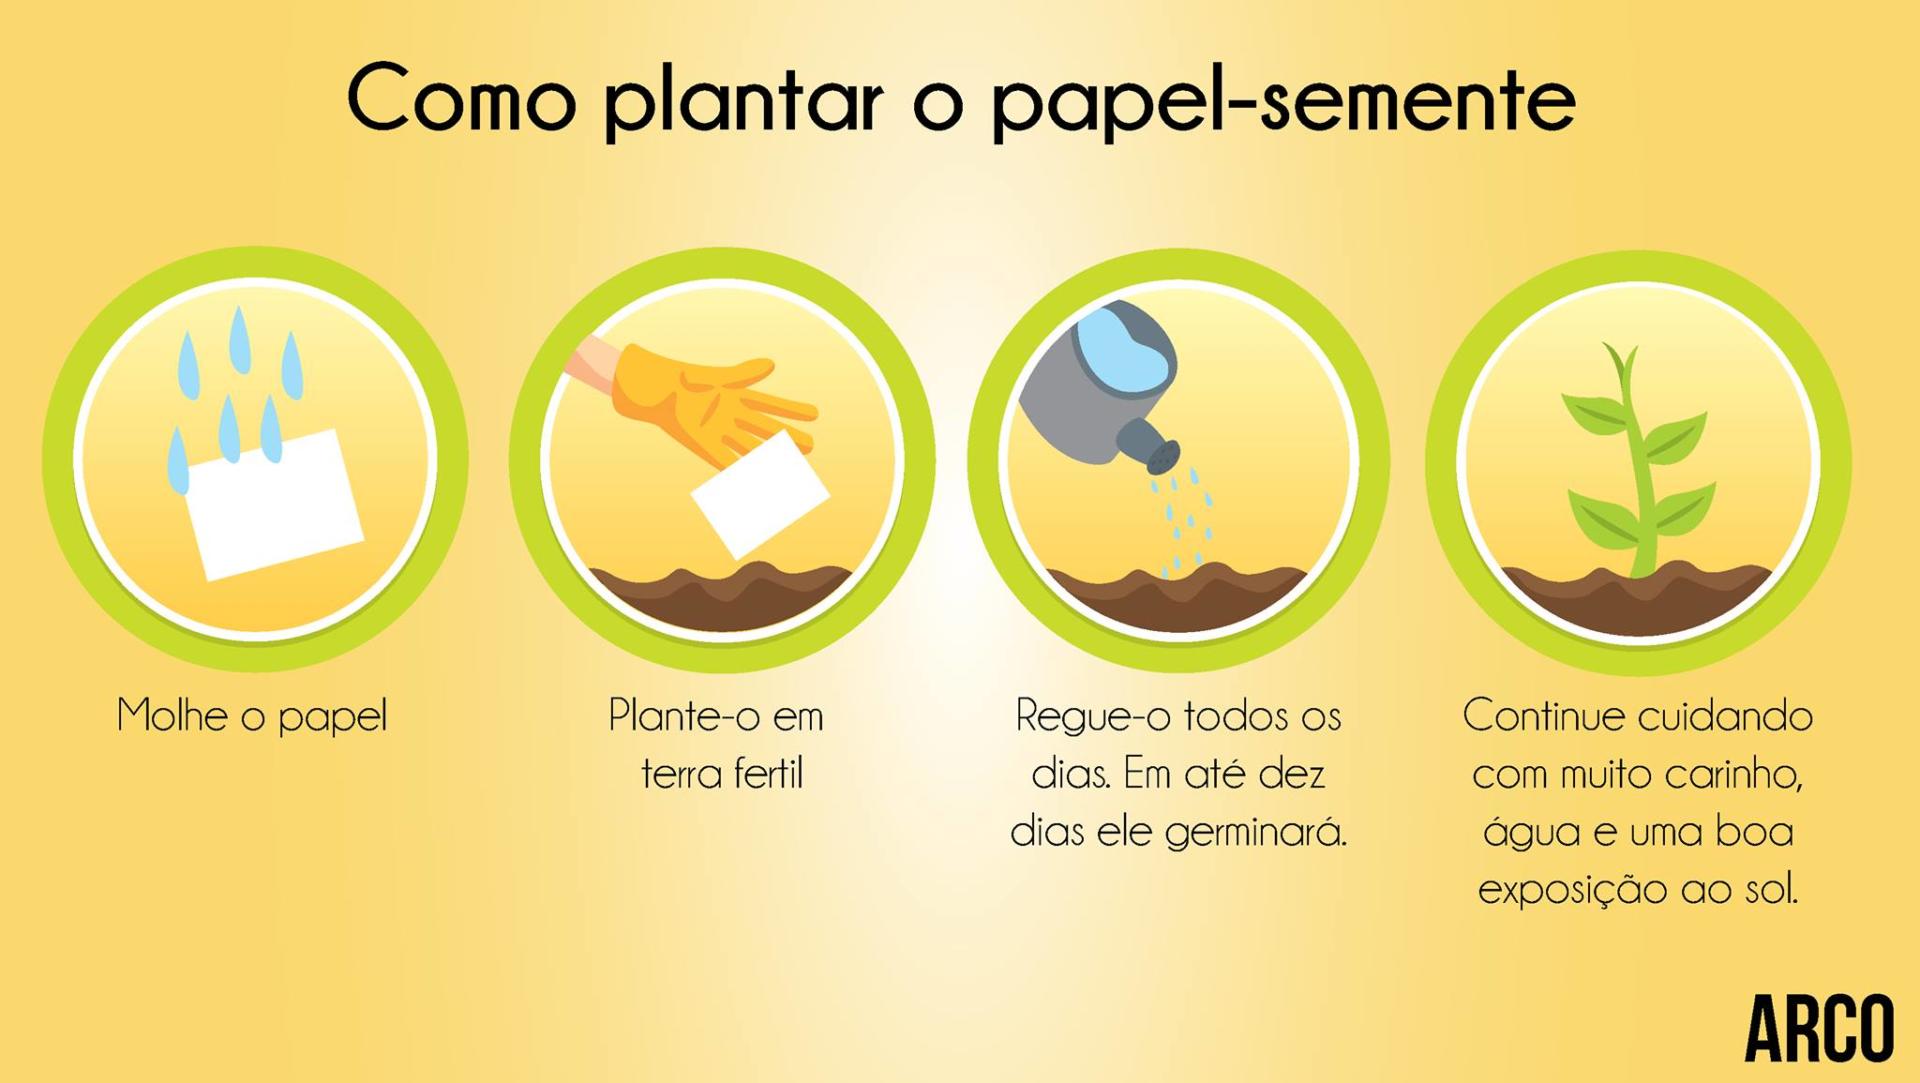 Como plantar o papel-semente
Molhe o papel
Plante-o em
terra fertil
Regue-o todos os
dias. Em até dez
dias ele germinará.
Continue cuidando
com muito carinho,
água e uma boa
exposição ao sol.
ARCO